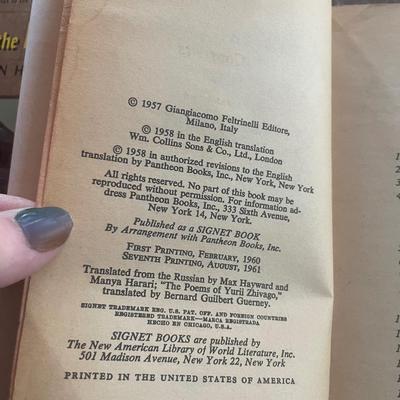 the
N H
© 1957 Giangiacomo Feltrinelli Editore,
Milano, Italy
© 1958 in the English translation
Wm. Collins Sons & Co., Ltd., London
© 1958 in authorized revisions to the English
translation by Pantheon Books, Inc., New York, New York
All rights reserved. No part of this book may be
reproduced without permission. For information ad-
dress Pantheon Books, Inc., 333 Sixth Avenue,
New York 14, New York.
Published as a SIGNET BOOK
By Arrangement with Pantheon Books, Inc.
FIRST PRINTING, FEBRUARY, 1960
SEVENTH PRINTING, AUGUST, 1961
Translated from the Russian by Max Hayward and
Manya Harari; "The Poems of Yurii Zhivago,"
translated by Bernard Guilbert Guerney.
SIGNET TRADEMARK REG. U.S. PAT. OFF. AND FOREIGN COUNTRIES
REGISTERED TRADEMARK—MARCA REGISTRADA
HECHO EN CHICAGO, U.S.A.
SIGNET BOOKS are published by
The New American Library of World Literature, Inc.
501 Madison Avenue, New York 22, New York
PRINTED IN THE UNITED STATES OF AMERICA